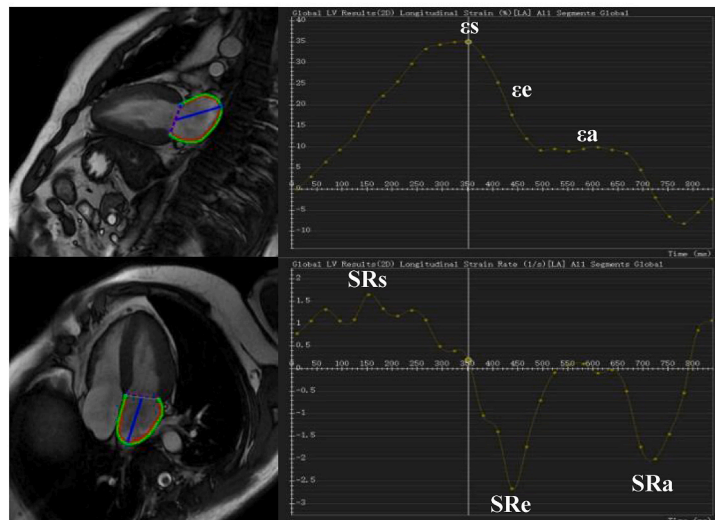 Global LV Results(2D) Longitudinal Strain (%)[LA] All Segments Global
40
εs
35
30
25
εe
20
15
εa
10
5
0 50 100 150 200 250 300 350 400 450 500 550 600 650 700 750 800
-5
-10
Time (ms)
Global LV Results(2D) Longitudinal Strain Rate (1/s)[LA] All Segments Global
2
SRs
1.5
1
0.5
0 50 100 150 200 250 300 350 400 450 500 550 600 650 700 750 800
-0.5
-1
-1.5
-2
SRa
-2.5
SRe
-3